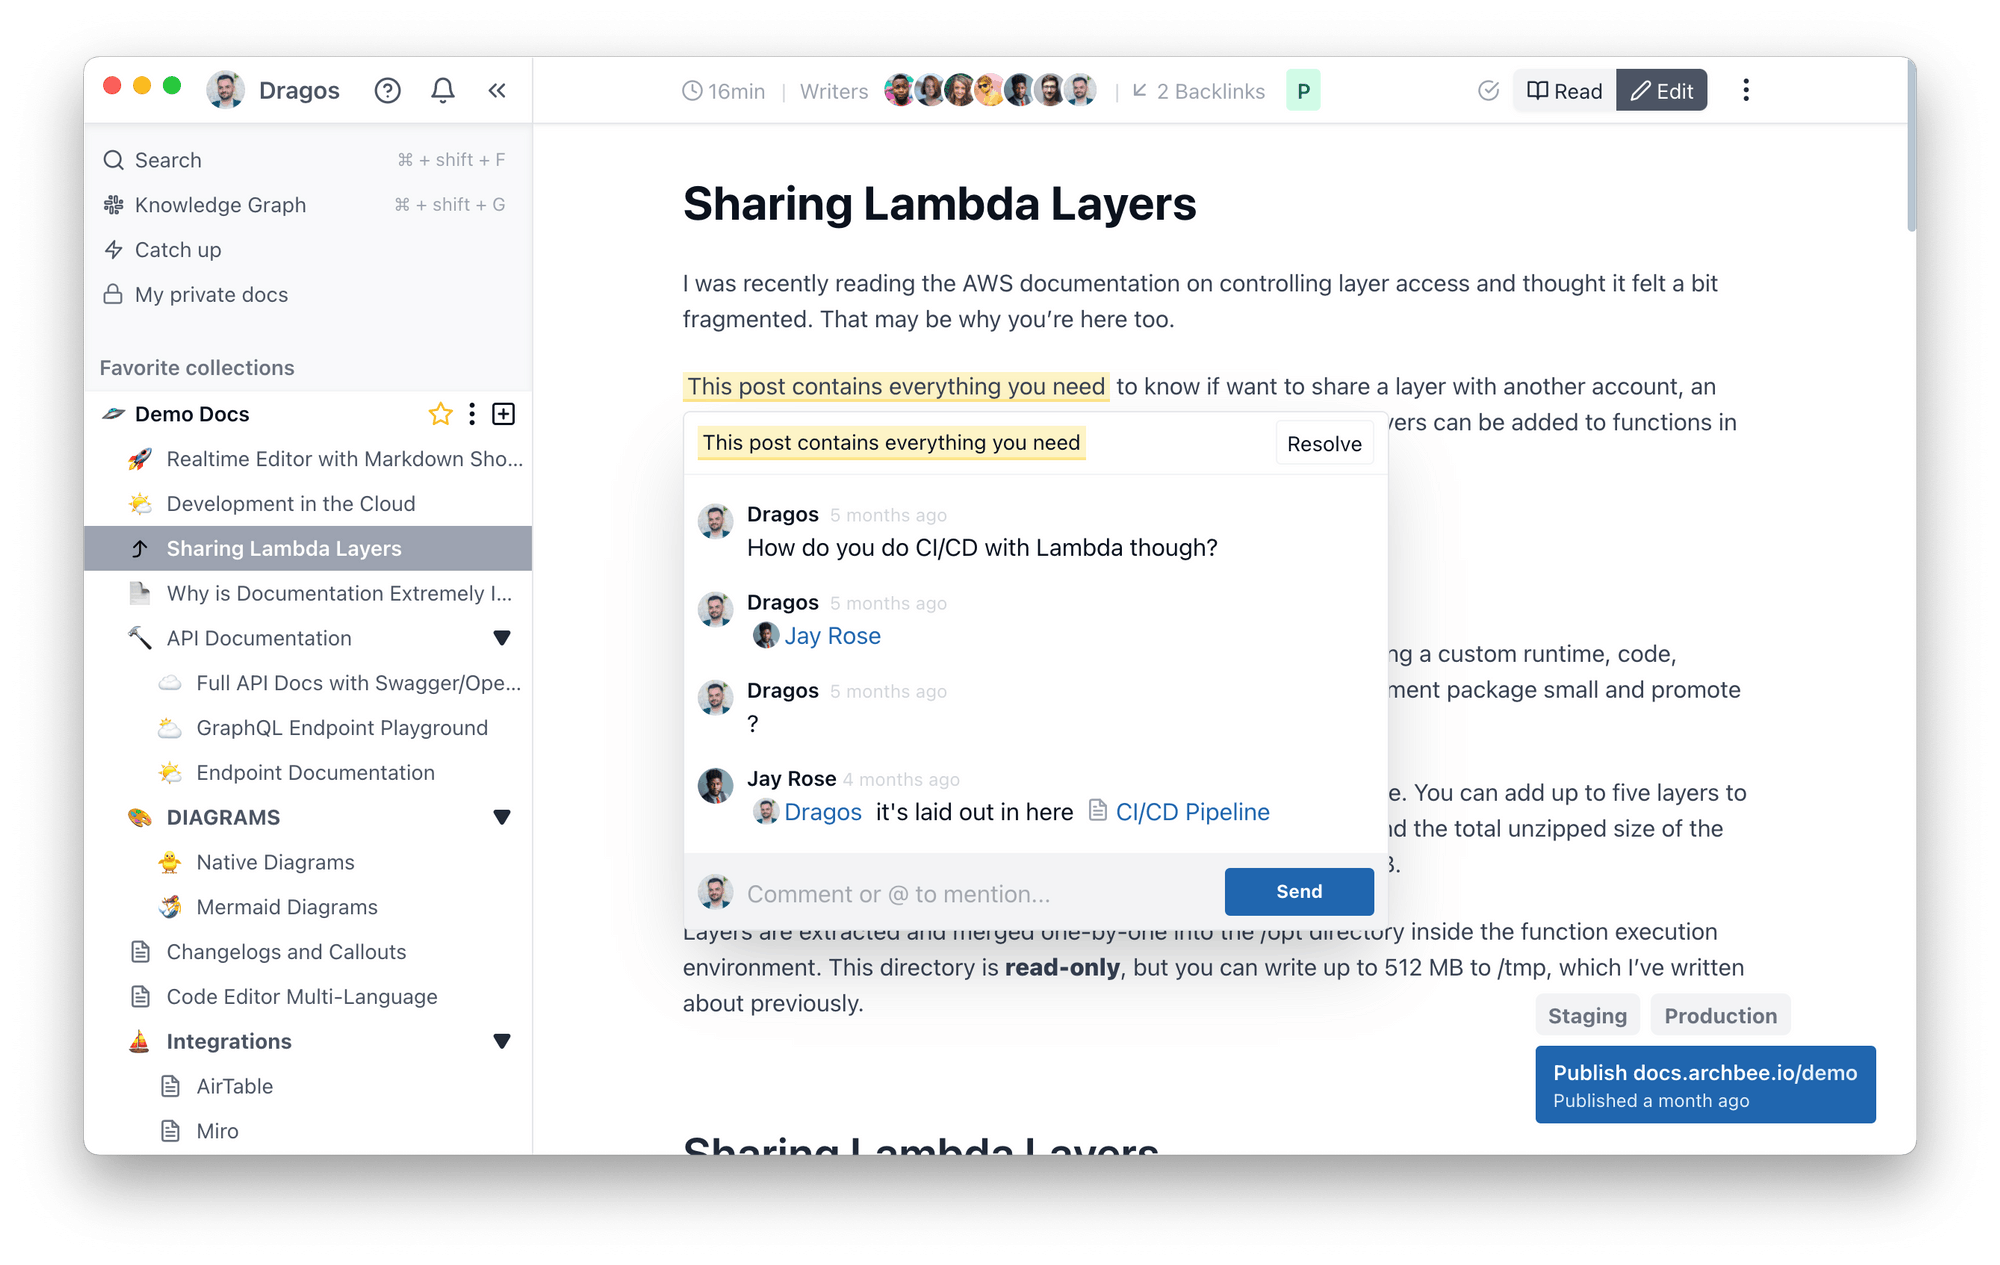 Dragos
16min | Writers | 2 Backlinks P
Read Edit
Search ⌘ + shift + F
Knowledge Graph ⌘ + shift + G
Catch up
My private docs
Favorite collections
Demo Docs
Realtime Editor with Markdown Sho...
Development in the Cloud
Sharing Lambda Layers
Why is Documentation Extremely I...
API Documentation
Full API Docs with Swagger/Ope...
GraphQL Endpoint Playground
Endpoint Documentation
DIAGRAMS
Native Diagrams
Mermaid Diagrams
Changelogs and Callouts
Code Editor Multi-Language
Integrations
AirTable
Miro
Sharing Lambda Layers
I was recently reading the AWS documentation on controlling layer access and thought it felt a bit
fragmented. That may be why you’re here too.
This post contains everything you need to know if want to share a layer with another account, an
ers can be added to functions in
This post contains everything you need
Resolve
Dragos 5 months ago
How do you do CI/CD with Lambda though?
Dragos 5 months ago
Jay Rose
Dragos 5 months ago
?
Jay Rose 4 months ago
Dragos it's laid out in here CI/CD Pipeline
Comment or @ to mention...
Send
ng a custom runtime, code,
ment package small and promote
e. You can add up to five layers to
d the total unzipped size of the
Layers are extracted and merged one-by-one into the /opt directory inside the function execution
environment. This directory is read-only, but you can write up to 512 MB to /tmp, which I’ve written
about previously.
Staging Production
Publish docs.archbee.io/demo
Published a month ago
Sharing Lambda Layers